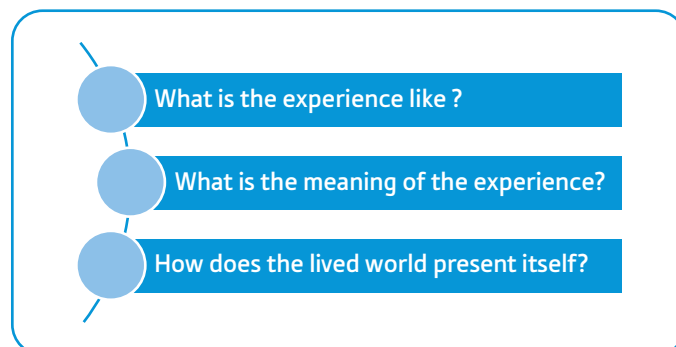 What is the experience like ?
What is the meaning of the experience?
How does the lived world present itself?